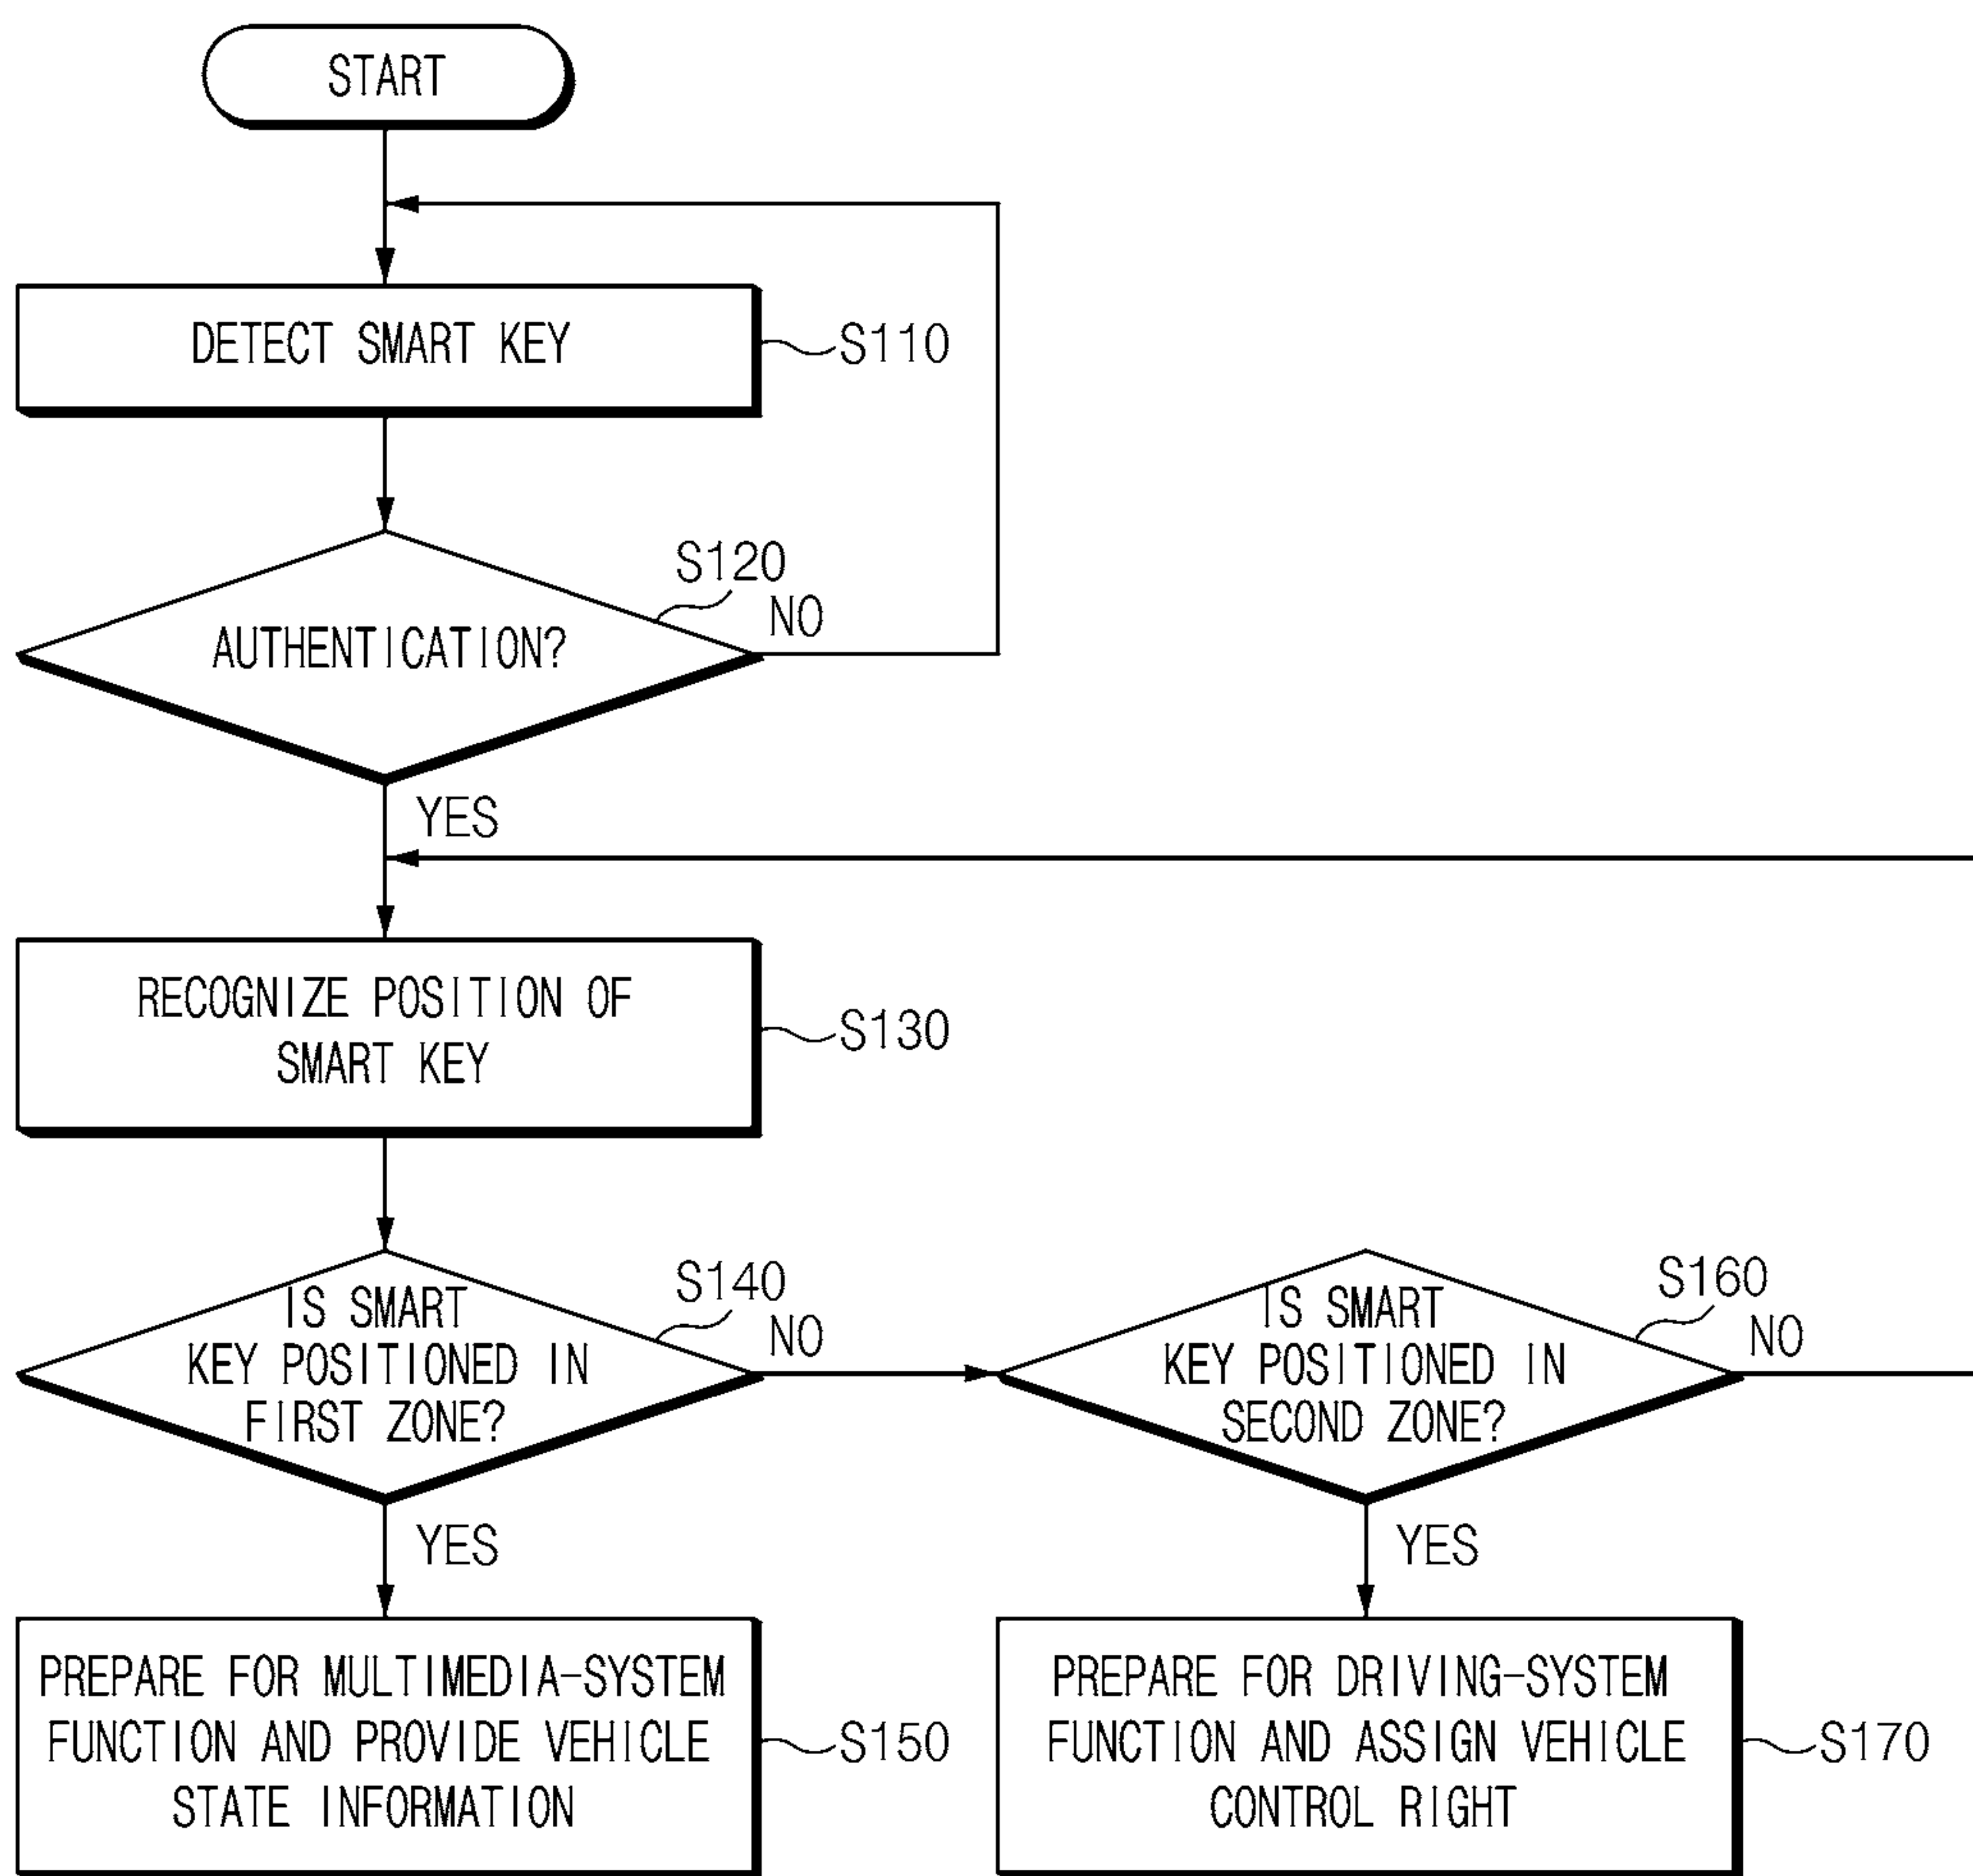 START
DETECT SMART KEY
S110
S120
NO
AUTHENTICATION?
YES
RECOGNIZE POSITION OF
SMART KEY
S130
S140
NO
IS SMART
KEY POSITIONED IN
FIRST ZONE?
YES
S160
NO
IS SMART
KEY POSITIONED IN
SECOND ZONE?
YES
PREPARE FOR MULTIMEDIA-SYSTEM
FUNCTION AND PROVIDE VEHICLE
STATE INFORMATION
S150
PREPARE FOR DRIVING-SYSTEM
FUNCTION AND ASSIGN VEHICLE
CONTROL RIGHT
S170